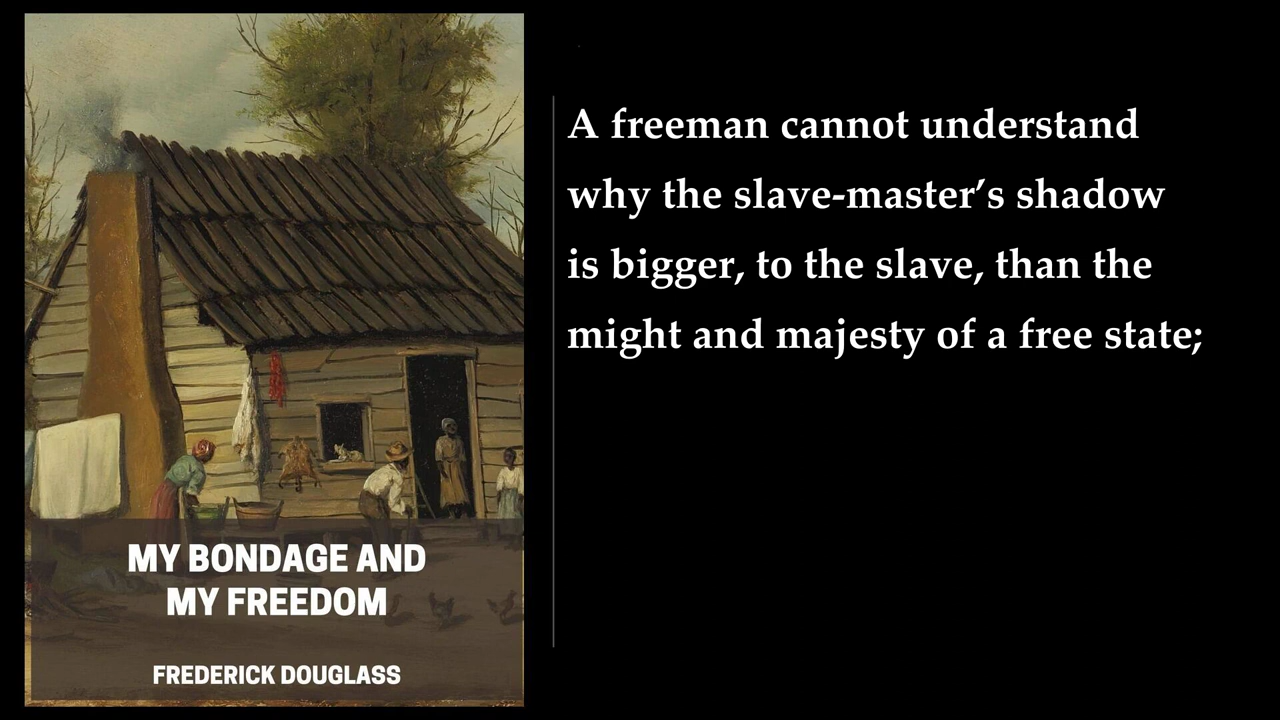 MY BONDAGE AND
MY FREEDOM
FREDERICK DOUGLASS
A freeman cannot understand
why the slave-master’s shadow
is bigger, to the slave, than the
might and majesty of a free state;